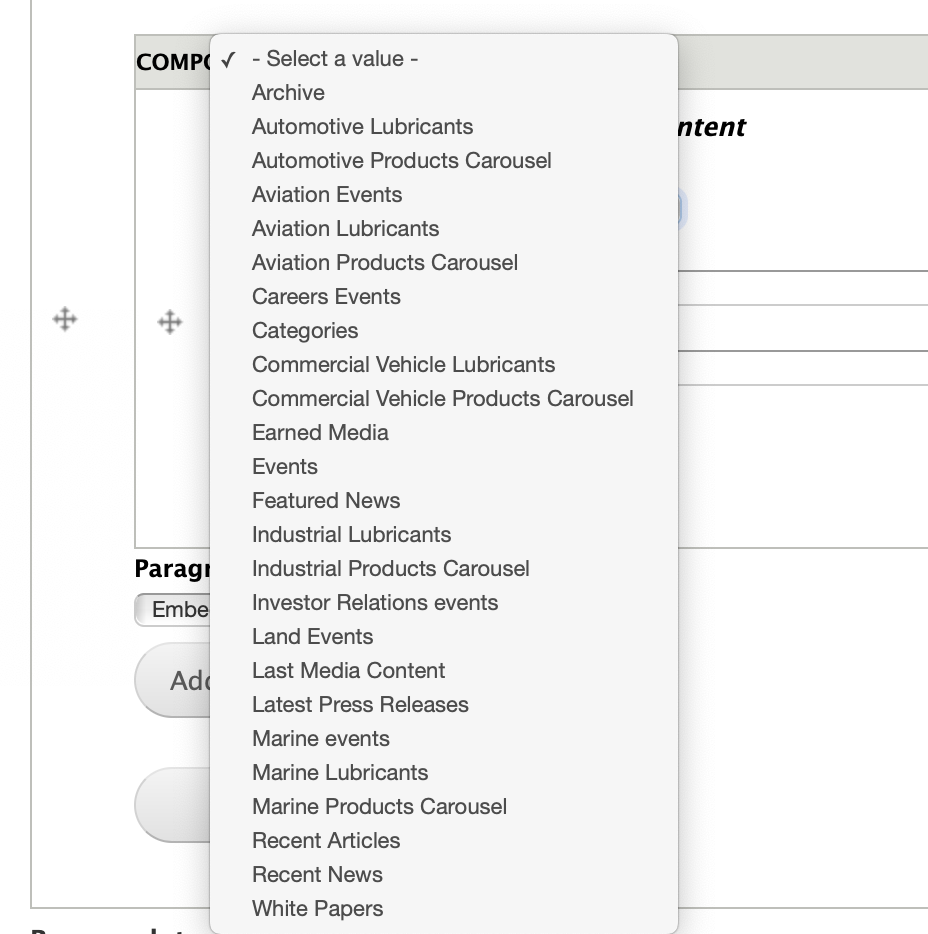 COMPO
✓ - Select a value -
Archive
Automotive Lubricants
Automotive Products Carousel
Aviation Events
Aviation Lubricants
Aviation Products Carousel
Careers Events
Categories
Commercial Vehicle Lubricants
Commercial Vehicle Products Carousel
Earned Media
Events
Featured News
Industrial Lubricants
Industrial Products Carousel
Investor Relations events
Land Events
Last Media Content
Latest Press Releases
Marine events
Marine Lubricants
Marine Products Carousel
Recent Articles
Recent News
White Papers
ntent
Paragr
Embe
Add